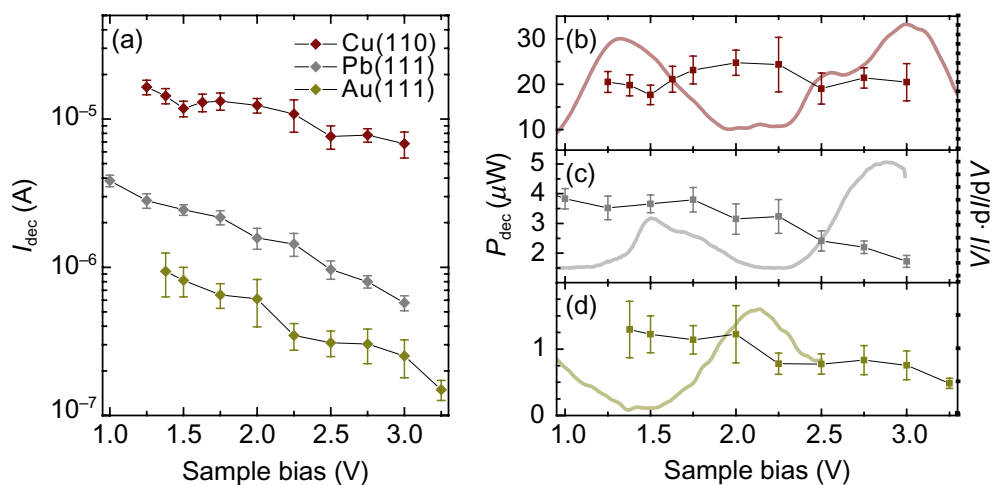 (a)
Cu(110)
Pb(111)
Au(111)
10⁻⁵
10⁻⁶
10⁻⁷
I_dec (A)
1.0 1.5 2.0 2.5 3.0
Sample bias (V)
(b)
30
20
10
(c)
5
4
3
2
(d)
1
0
P_dec (μW)
V/I ·dI/dV
1.0 1.5 2.0 2.5 3.0
Sample bias (V)